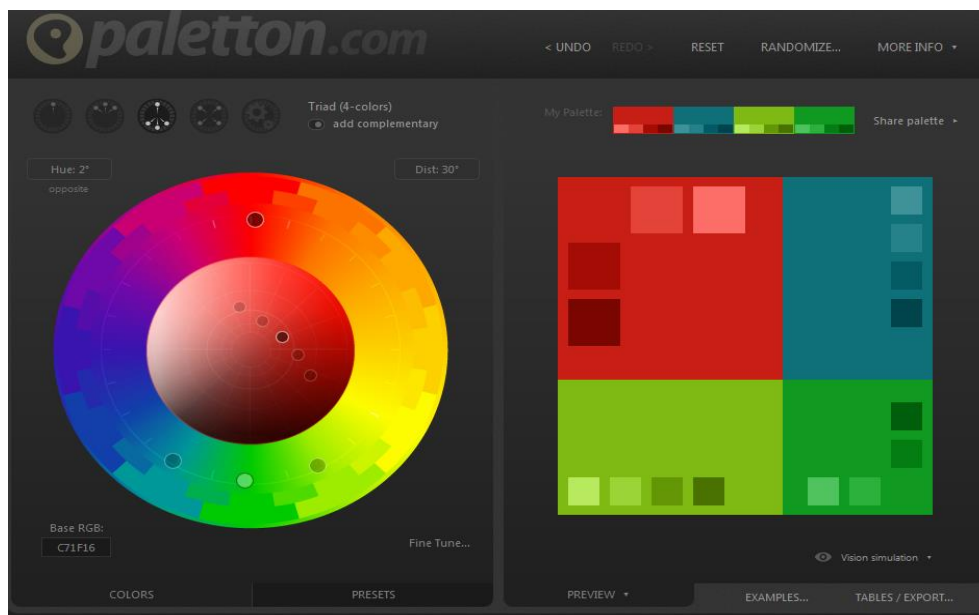 paletton.com
< UNDO REDO > RESET RANDOMIZE... MORE INFO
Triad (4-colors)
add complementary
My Palette:
Share palette
Hue: 2°
Dist: 30°
opposite
Base RGB:
C71F16
Fine Tune...
Vision simulation
COLORS PRESETS PREVIEW EXAMPLES... TABLES / EXPORT...